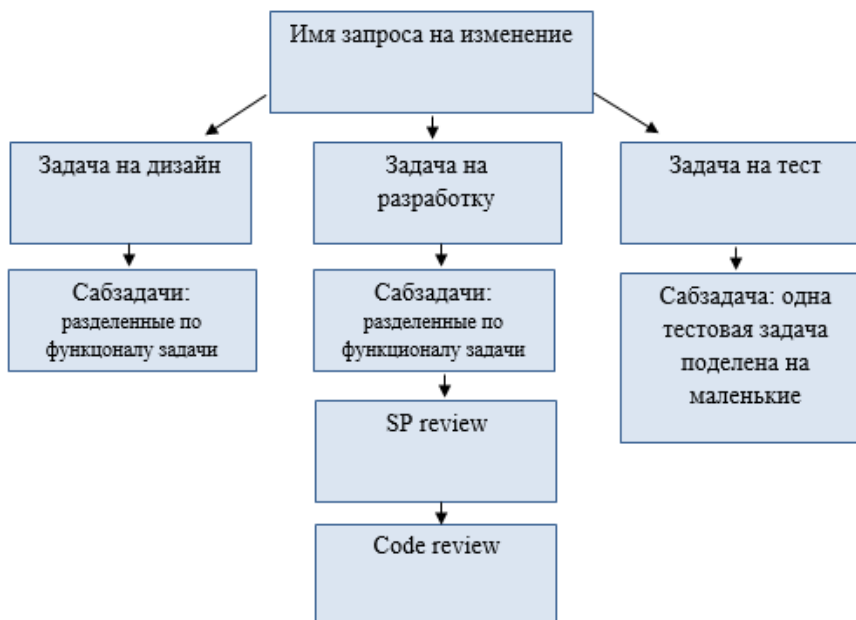 Имя запроса на изменение
Задача на дизайн
Задача на
разработку
Задача на тест
Сабзадачи:
разделенные по
функцоналу задачи
Сабзадачи:
разделенные по
функционалу задачи
Сабзадача: одна
тестовая задача
поделена на
маленькие
SP review
Code review